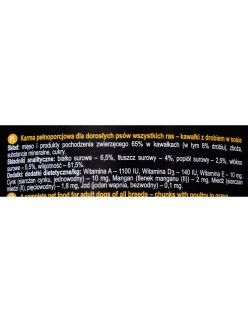 Karma pełnoporcjowa dla dorosłych psów wszystkich ras – kawałki z drobiem w sosie
Skład: mięso i produkty pochodzenia zwierzęcego 65% w kawałkach (w tym 8% drobiu), zboża,
substancje mineralne, cukry.
Składniki analityczne: białko surowe – 6,5%, tłuszcz surowy – 4%, popiół surowy – 2,5%, włókno
surowe – 0,5%, wilgotność – 81,5%.
Dodatki: dodatki dietetyczne/kg: Witamina A – 1100 IU, Witamina D₃ – 140 IU, Witamina E – 10 mg,
Cynk (siarczan cynku, jednowodny) – 10 mg, Mangan (tlenek manganu (II)) – 2 mg, Miedź (siarczan
miedzi (II), pięciowodny) – 1,8 mg, Jod (jodan wapnia, bezwodny) – 0,1 mg.
A complete pet food for adult dogs of all breeds – chunks with poultry in gravy